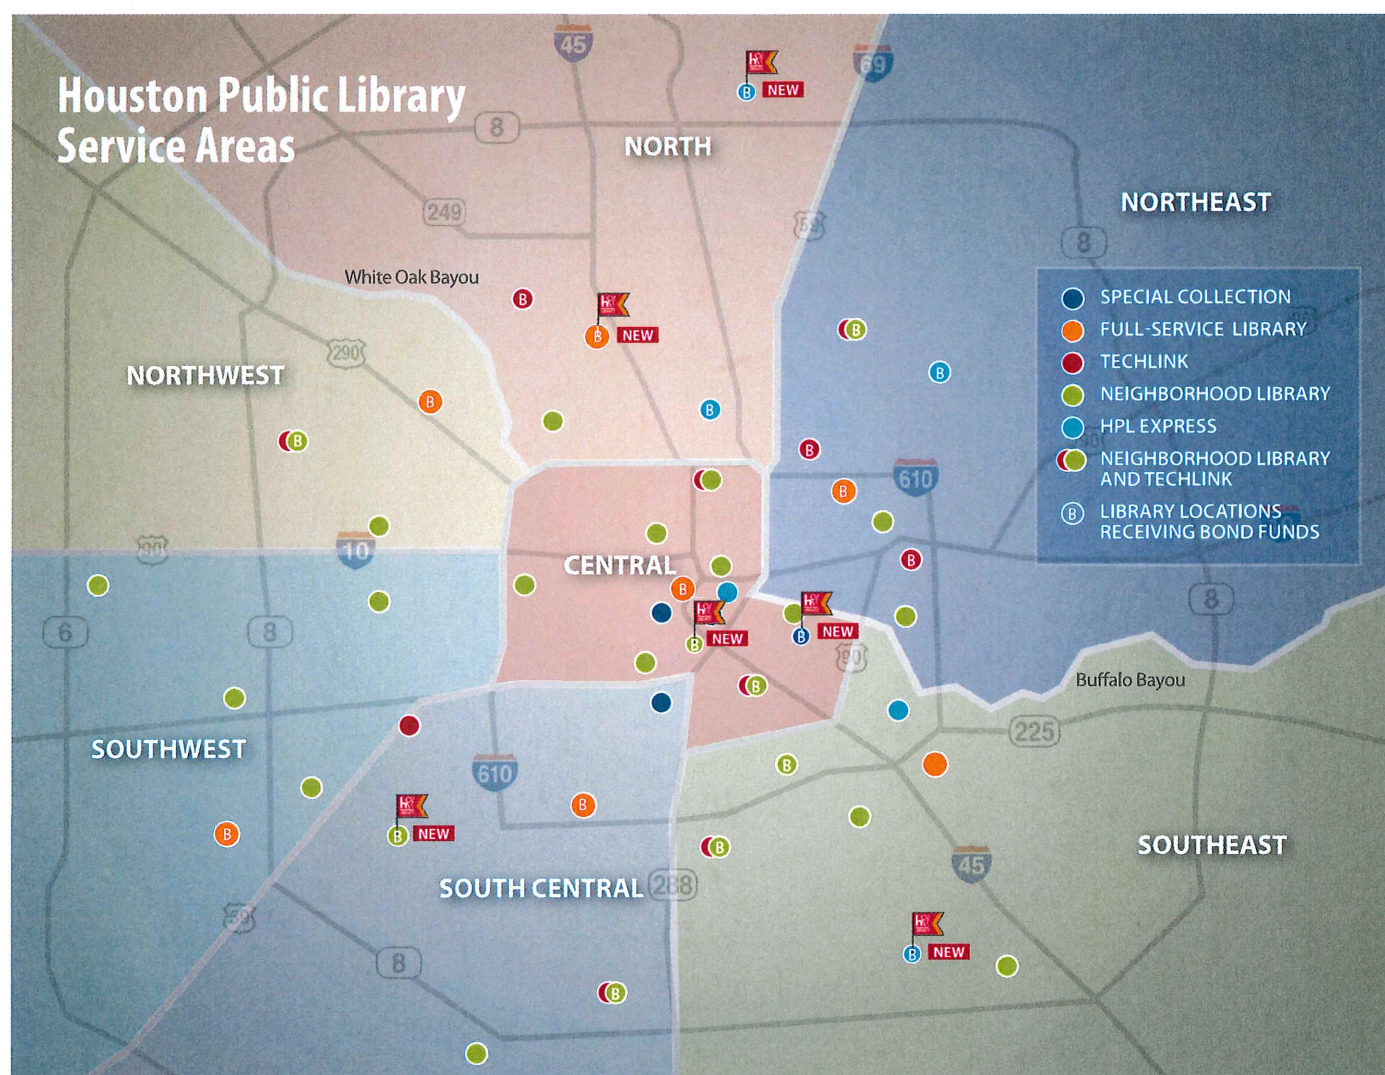 Houston Public Library
Service Areas
45
69
B NEW
8
NORTH
NORTHEAST
249
59
8
White Oak Bayou
B
B NEW
B
SPECIAL COLLECTION
FULL-SERVICE LIBRARY
TECHLINK
NEIGHBORHOOD LIBRARY
HPL EXPRESS
NEIGHBORHOOD LIBRARY
AND TECHLINK
B LIBRARY LOCATIONS
RECEIVING BOND FUNDS
290
NORTHWEST
B
B
B
B
B
B
610
B
90
10
CENTRAL
B
B
6
8
B NEW
B NEW
8
90
B
Buffalo Bayou
SOUTHWEST
225
610
B
B
B
B NEW
B
SOUTHEAST
45
SOUTH CENTRAL
288
59
8
B NEW
B